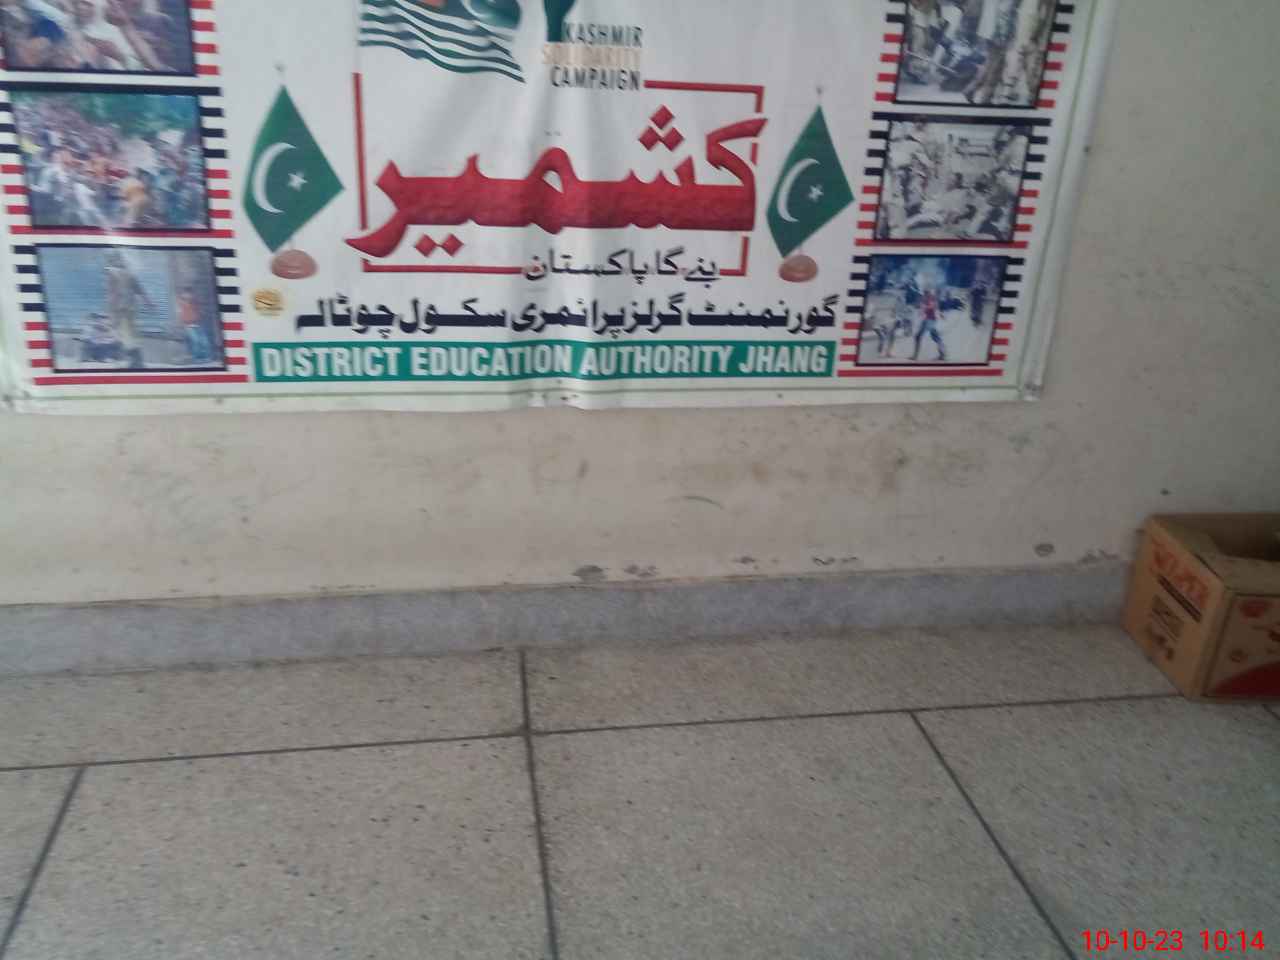 KASHMIR
SOLIDARITY
CAMPAIGN
کشمیر
بنے گا پاکستان
گورنمنٹ گرلز پرائمری سکول چوٹالہ
DISTRICT EDUCATION AUTHORITY JHANG
10-10-23 10:14